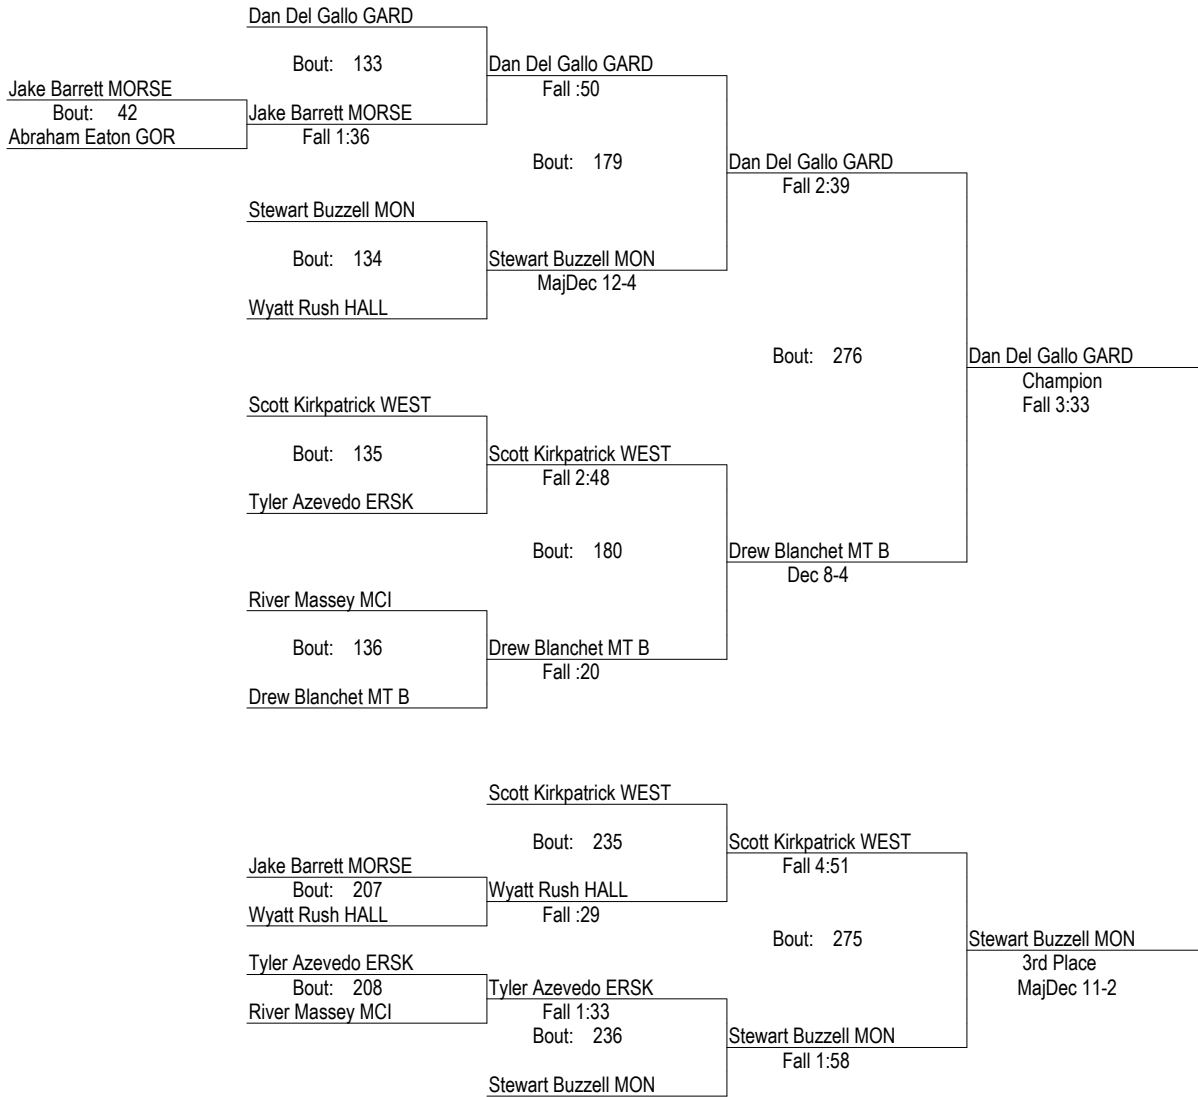 Dan Del Gallo GARD
Bout: 133
Dan Del Gallo GARD
Fall :50
Jake Barrett MORSE
Bout: 42
Abraham Eaton GOR
Jake Barrett MORSE
Fall 1:36
Bout: 179
Dan Del Gallo GARD
Fall 2:39
Stewart Buzzell MON
Bout: 134
Stewart Buzzell MON
MajDec 12-4
Wyatt Rush HALL
Bout: 276
Dan Del Gallo GARD
Champion
Fall 3:33
Scott Kirkpatrick WEST
Bout: 135
Scott Kirkpatrick WEST
Fall 2:48
Tyler Azevedo ERSK
Bout: 180
Drew Blanchet MT B
Dec 8-4
River Massey MCI
Bout: 136
Drew Blanchet MT B
Fall :20
Drew Blanchet MT B
Scott Kirkpatrick WEST
Bout: 235
Scott Kirkpatrick WEST
Fall 4:51
Jake Barrett MORSE
Bout: 207
Wyatt Rush HALL
Wyatt Rush HALL
Fall :29
Bout: 275
Stewart Buzzell MON
3rd Place
MajDec 11-2
Tyler Azevedo ERSK
Bout: 208
River Massey MCI
Tyler Azevedo ERSK
Fall 1:33
Bout: 236
Stewart Buzzell MON
Fall 1:58
Stewart Buzzell MON